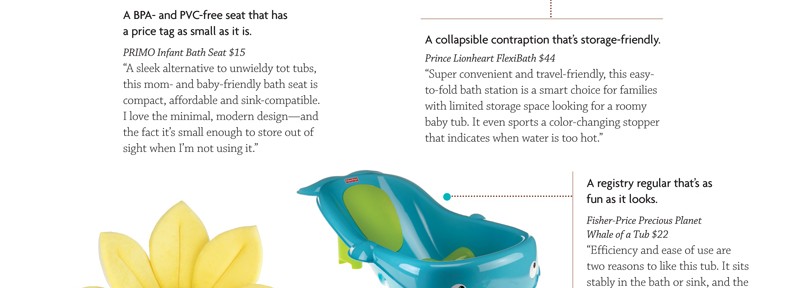 A BPA- and PVC-free seat that has
a price tag as small as it is.
PRIMO Infant Bath Seat $15
“A sleek alternative to unwieldy tot tubs,
this mom- and baby-friendly bath seat is
compact, affordable and sink-compatible.
I love the minimal, modern design—and
the fact it’s small enough to store out of
sight when I’m not using it.”
A collapsible contraption that’s storage-friendly.
Prince Lionheart FlexiBath $44
“Super convenient and travel-friendly, this easy-
to-fold bath station is a smart choice for families
with limited storage space looking for a roomy
baby tub. It even sports a color-changing stopper
that indicates when water is too hot.”
A registry regular that’s as
fun as it looks.
Fisher-Price Precious Planet
Whale of a Tub $22
“Efficiency and ease of use are
two reasons to like this tub. It sits
stably in the bath or sink, and the